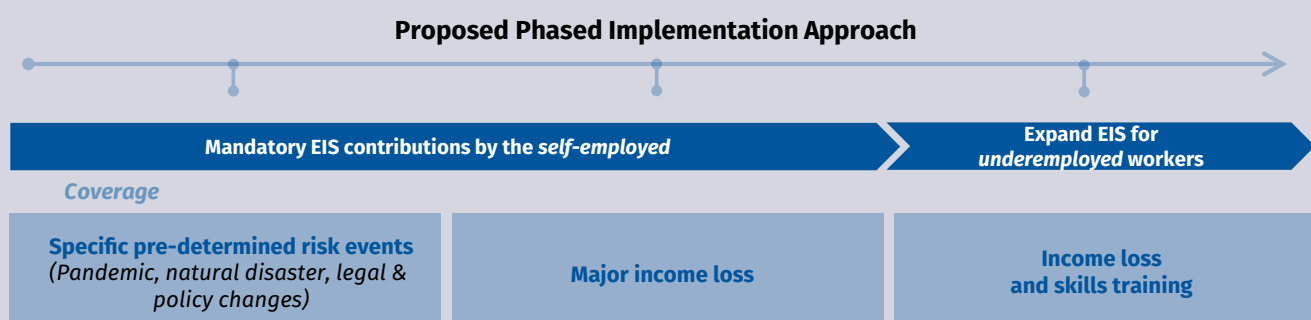 Proposed Phased Implementation Approach
Mandatory EIS contributions by the self-employed
Expand EIS for
underemployed workers
Coverage
Specific pre-determined risk events
(Pandemic, natural disaster, legal &
policy changes)
Major income loss
Income loss
and skills training